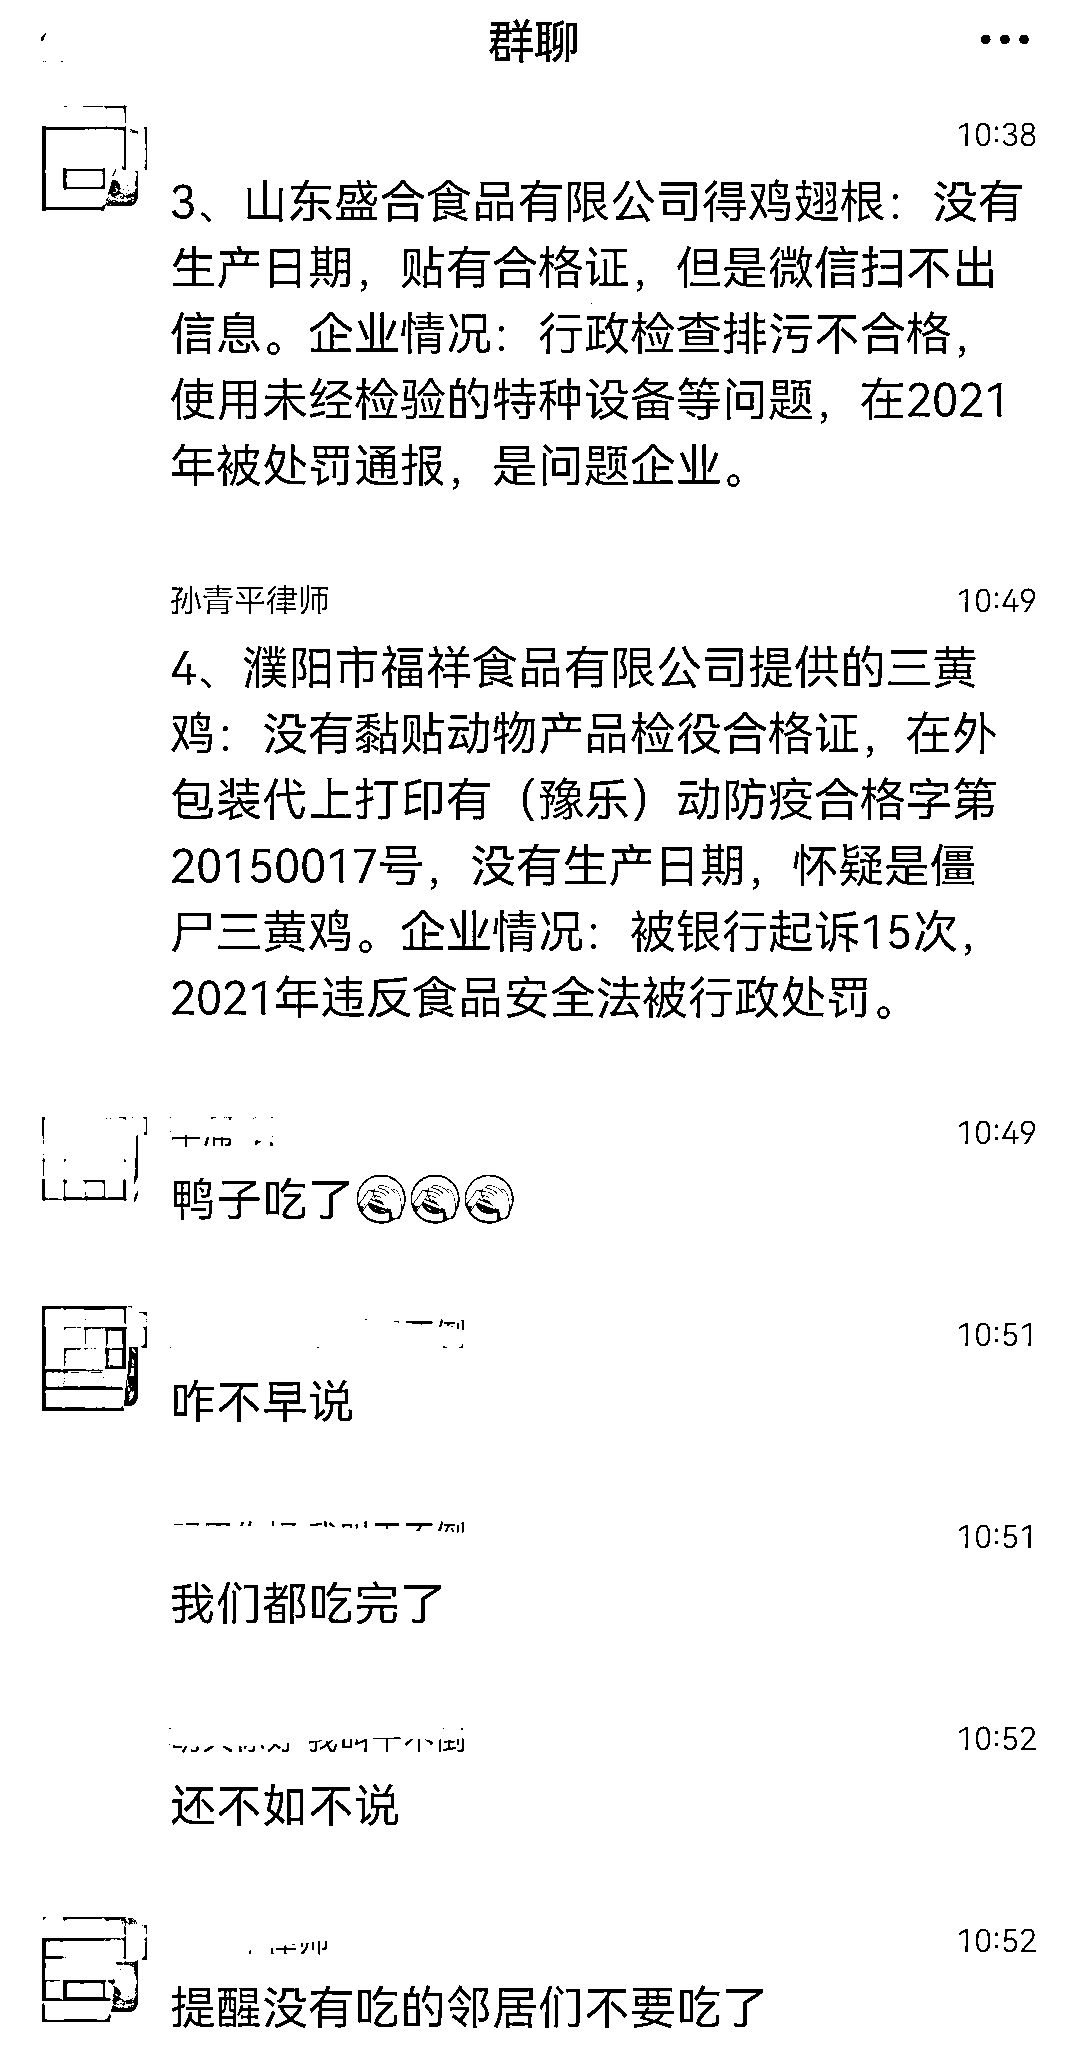 群聊
10:38
3、山东盛合食品有限公司得鸡翅根：没有
生产日期，贴有合格证，但是微信扫不出
信息。企业情况：行政检查排污不合格，
使用未经检验的特种设备等问题，在2021
年被处罚通报，是问题企业。
孙青平律师 10:49
4、濮阳市福祥食品有限公司提供的三黄
鸡：没有黏贴动物产品检役合格证，在外
包装代上打印有（豫乐）动防疫合格字第
20150017号，没有生产日期，怀疑是僵
尸三黄鸡。企业情况：被银行起诉15次，
2021年违反食品安全法被行政处罚。
10:49
鸭子吃了
10:51
咋不早说
10:51
我们都吃完了
10:52
还不如不说
10:52
提醒没有吃的邻居们不要吃了